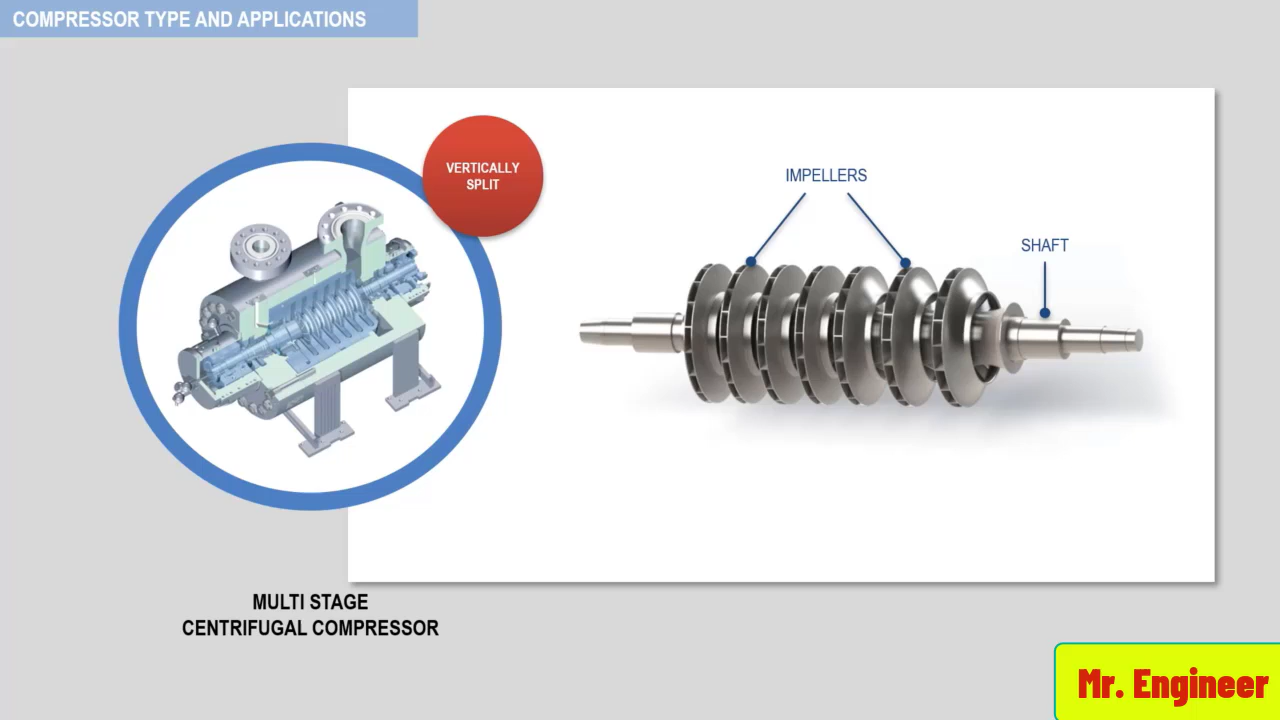 COMPRESSOR TYPE AND APPLICATIONS
VERTICALLY
SPLIT
IMPELLERS
SHAFT
MULTI STAGE
CENTRIFUGAL COMPRESSOR
Mr. Engineer